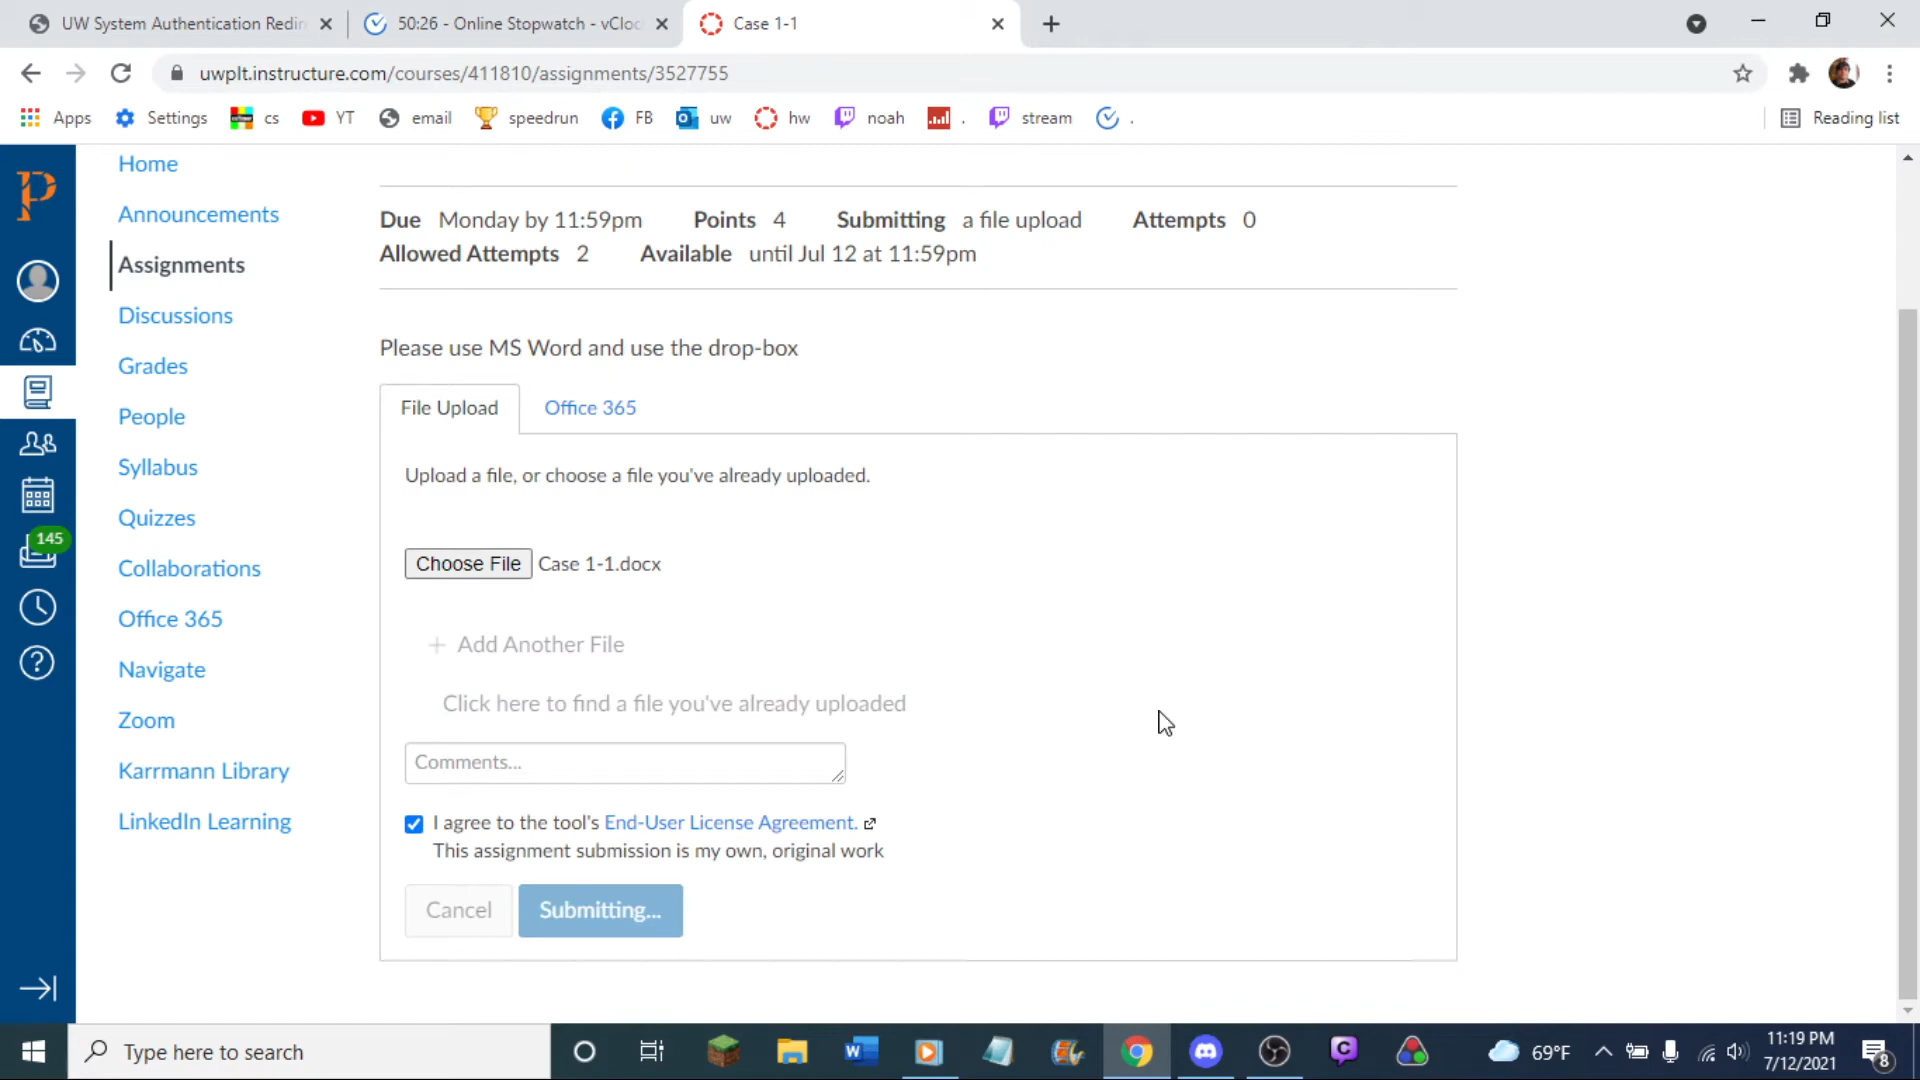 UW System Authentication Redir
50:26 - Online Stopwatch - vCloc
Case 1-1
uwplt.instructure.com/courses/411810/assignments/3527755
Apps Settings cs YT email speedrun FB uw hw noah . stream . Reading list
P
Home
Announcements
Assignments
Discussions
Grades
People
Syllabus
Quizzes
Collaborations
Office 365
Navigate
Zoom
Karrmann Library
LinkedIn Learning
145
Due Monday by 11:59pm Points 4 Submitting a file upload Attempts 0
Allowed Attempts 2 Available until Jul 12 at 11:59pm
Please use MS Word and use the drop-box
File Upload Office 365
Upload a file, or choose a file you've already uploaded.
Choose File Case 1-1.docx
+ Add Another File
Click here to find a file you've already uploaded
Comments...
I agree to the tool's End-User License Agreement.
This assignment submission is my own, original work
Cancel Submitting...
Type here to search
69°F
11:19 PM
7/12/2021
8